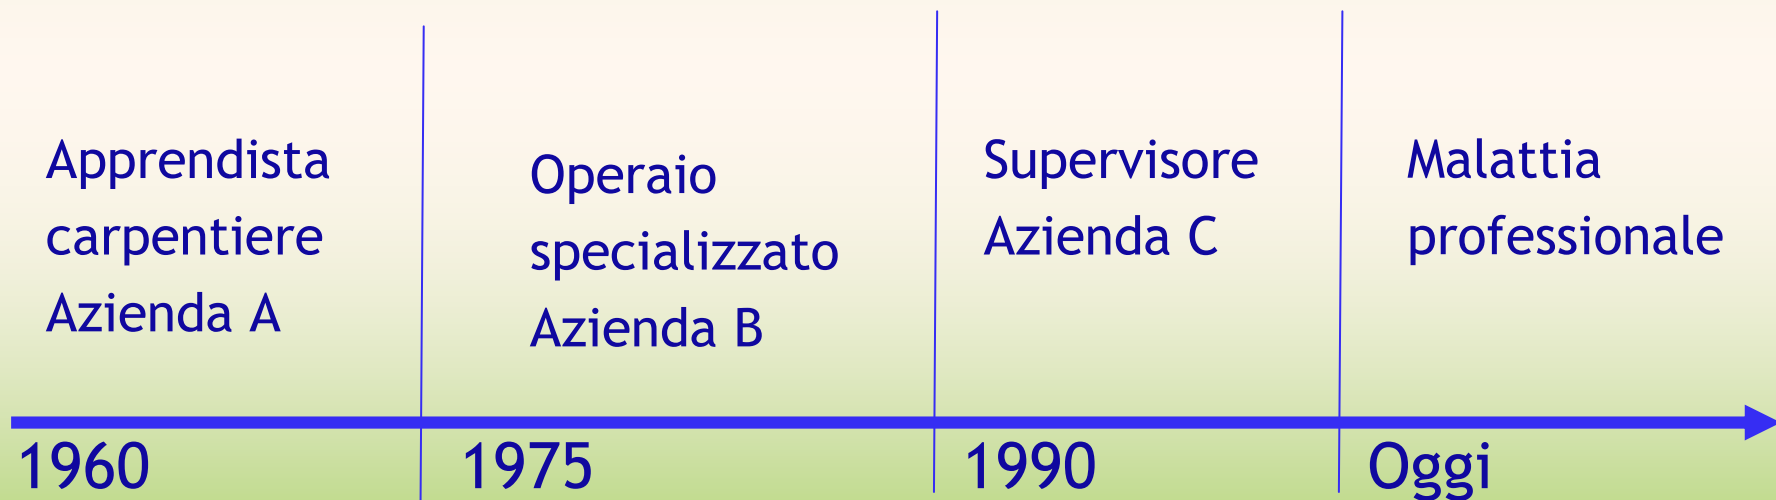 Apprendista
carpentiere
Azienda A
Operaio
specializzato
Azienda B
Supervisore
Azienda C
Malattia
professionale
1960
1975
1990
Oggi